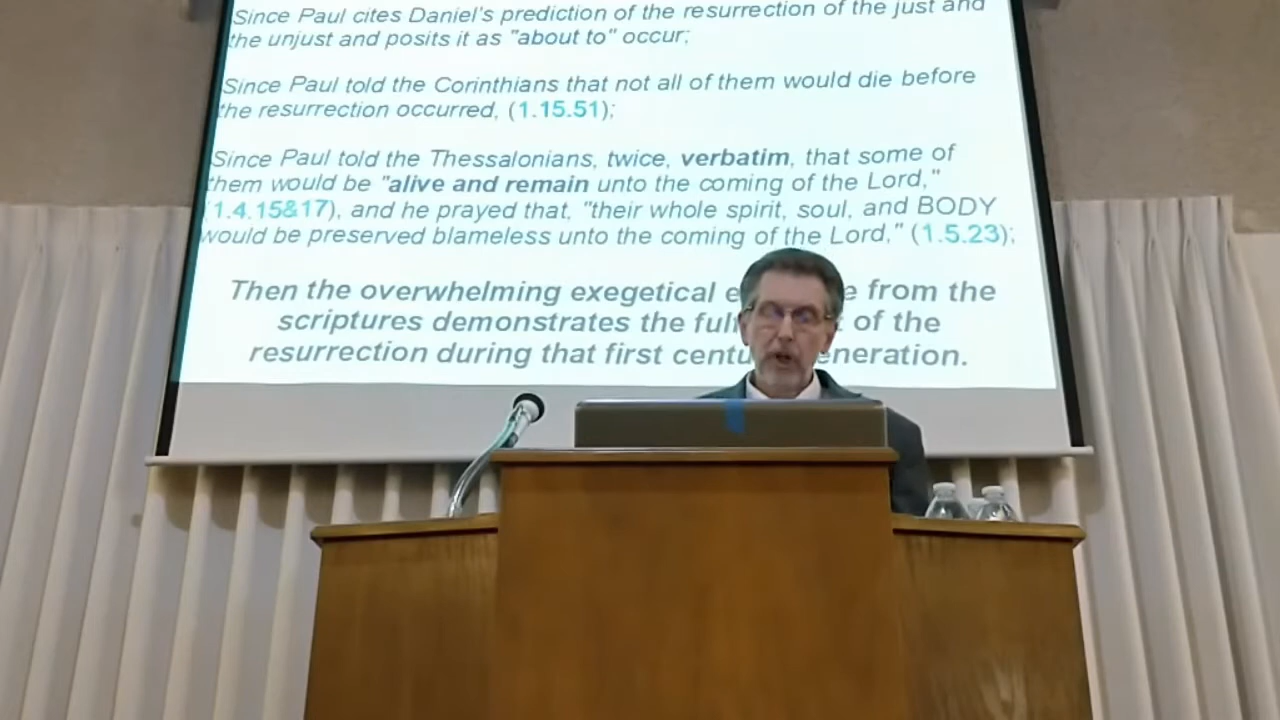 Since Paul cites Daniel's prediction of the resurrection of the just and
the unjust and posits it as "about to" occur;
Since Paul told the Corinthians that not all of them would die before
the resurrection occurred, (1.15.51);
Since Paul told the Thessalonians, twice, verbatim, that some of
them would be "alive and remain unto the coming of the Lord,"
(1.4.15&17), and he prayed that, "their whole spirit, soul, and BODY
would be preserved blameless unto the coming of the Lord," (1.5.23);
Then the overwhelming exegetical from the
scriptures demonstrates the of the
resurrection during that first generation.